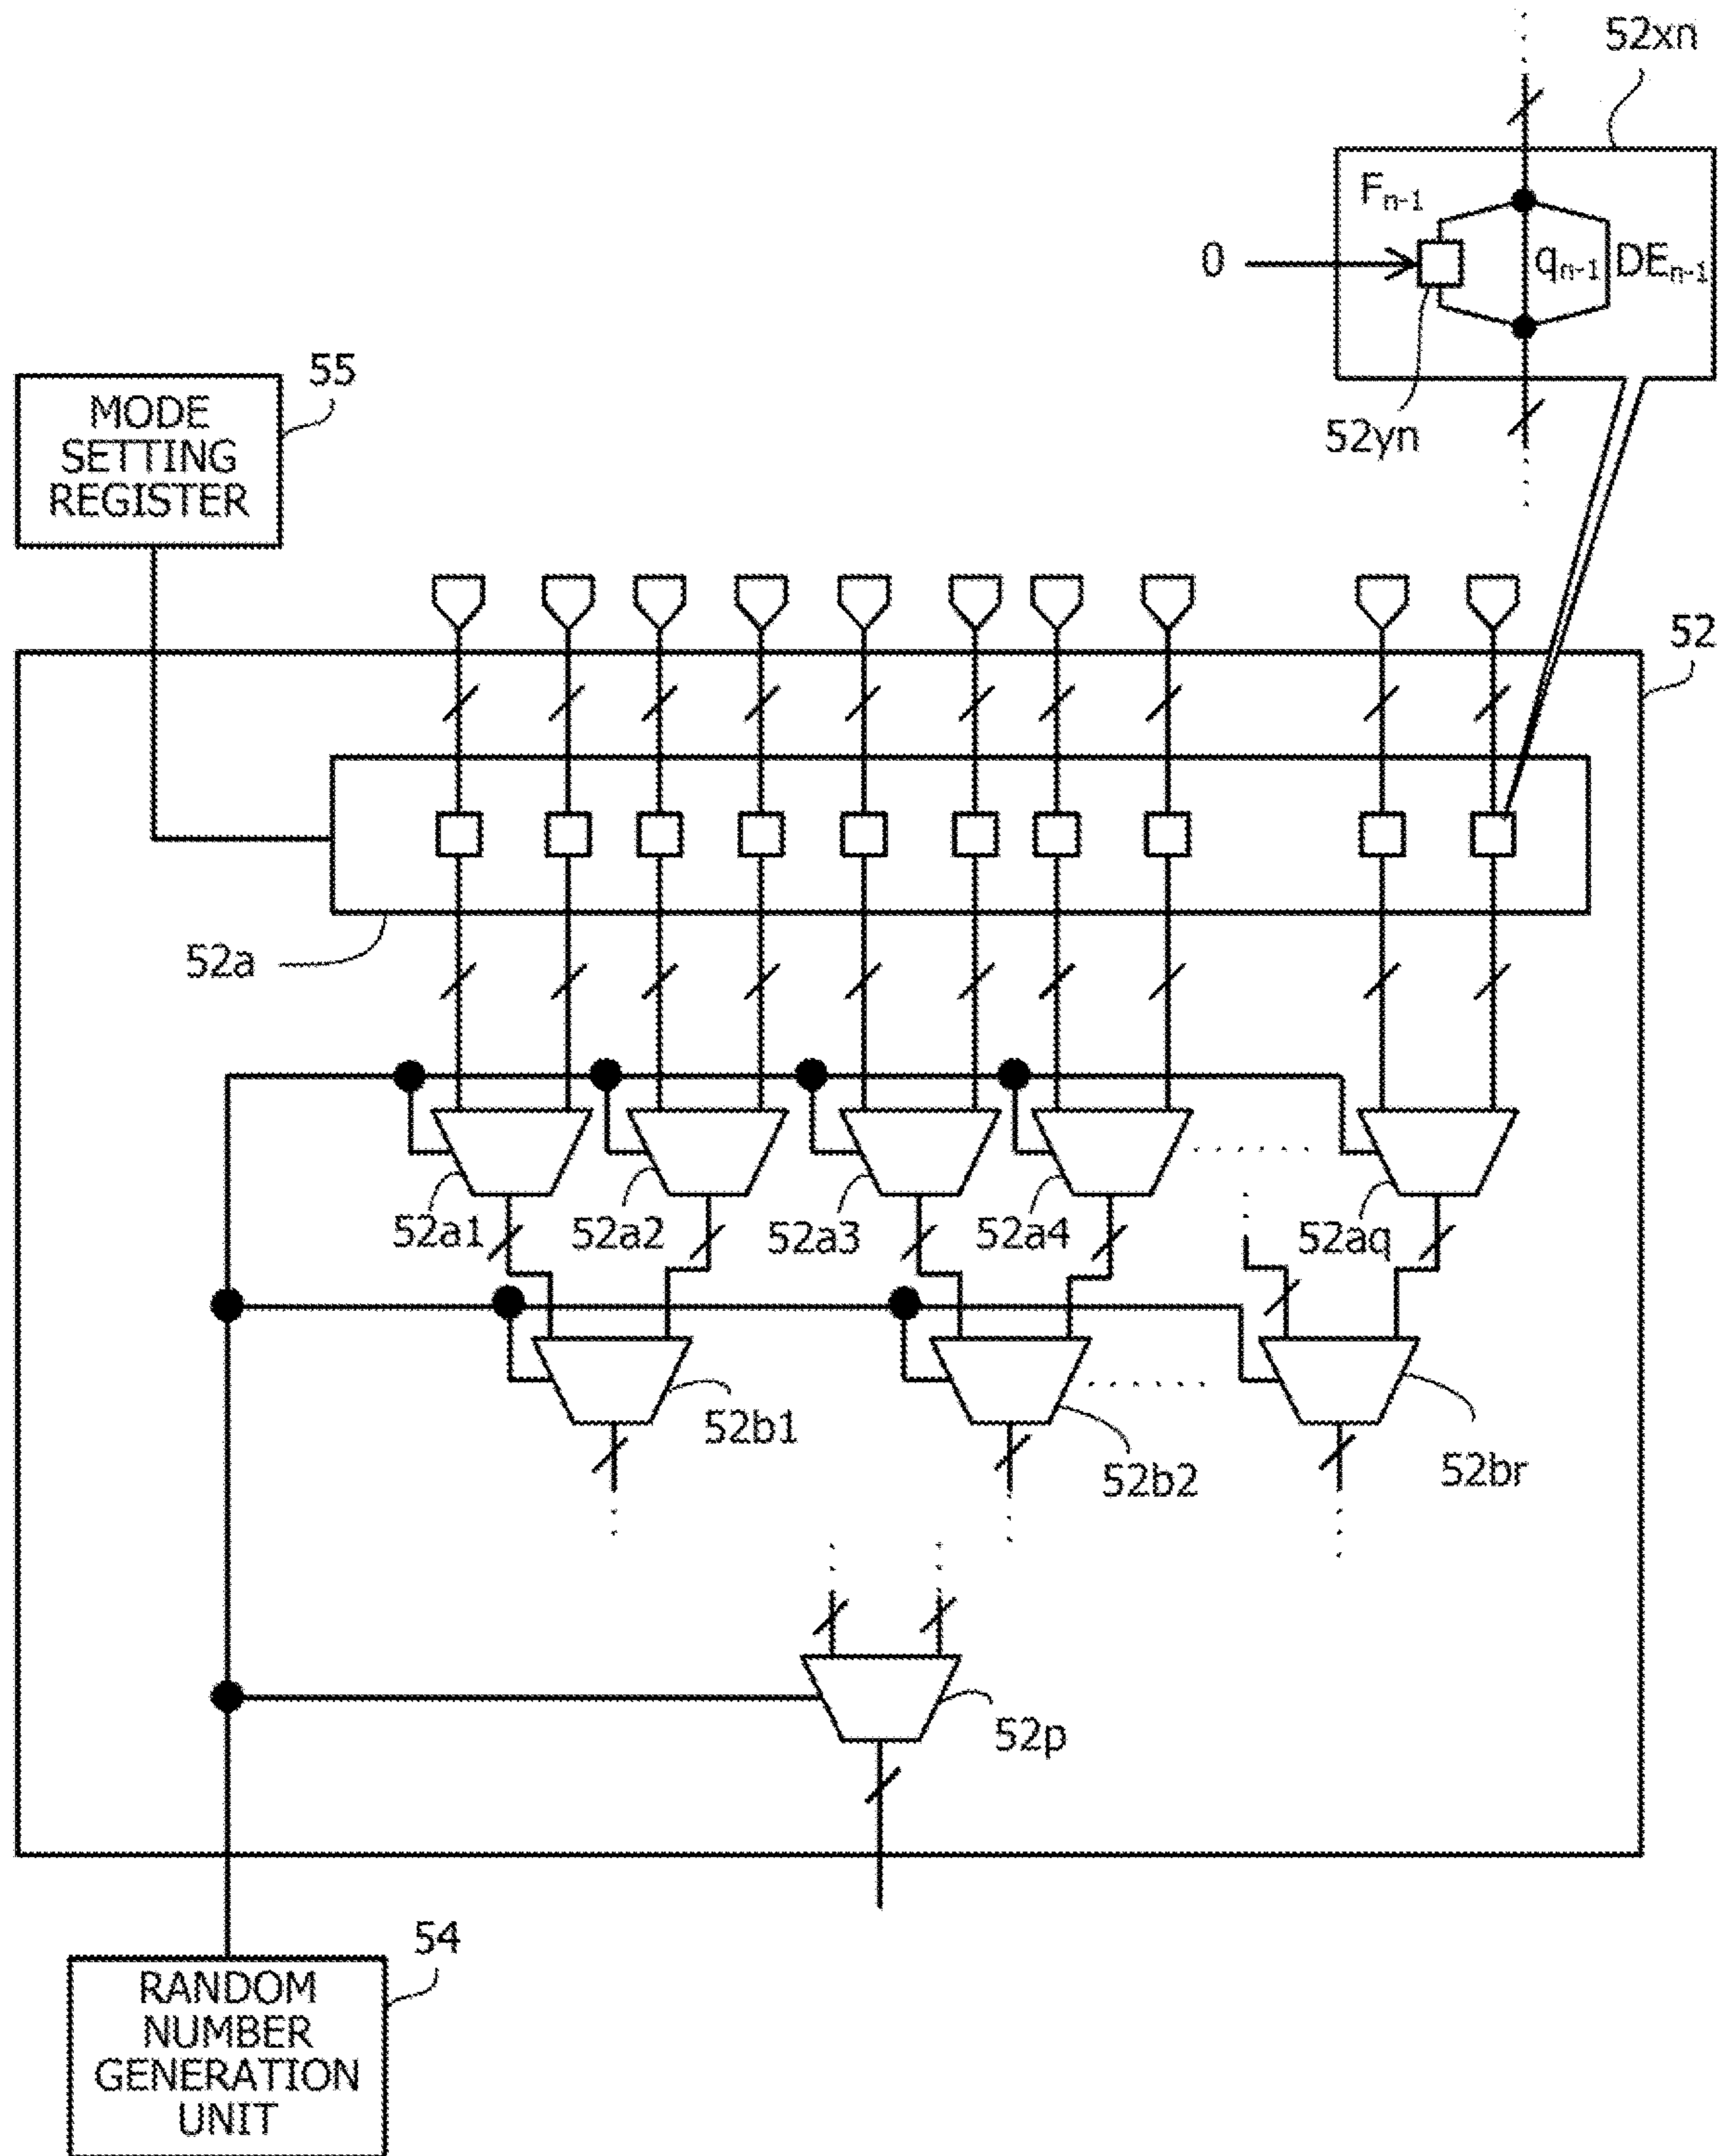 52xn
Fn-1
0
qn-1 DEn-1
52yn
55
MODE
SETTING
REGISTER
52
52a
52a1 52a2 52a3 52a4 52aq
52b1 52b2 52br
52p
54
RANDOM
NUMBER
GENERATION
UNIT